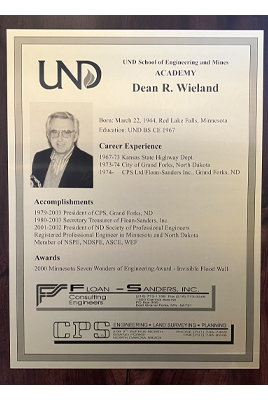 UND
UND School of Engineering and Mines
ACADEMY
Dean R. Wieland
Born: March 22, 1944, Red Lake Falls, Minnesota
Education: UND BS CE 1967
Career Experience
1967-73 Kansas State Highway Dept
1973-74 City of Grand Forks, North Dakota
1974- CPS Ltd/Floan-Sanders Inc., Grand Forks, ND
Accomplishments
1979-2003 President of CPS, Grand Forks, ND
1980-2003 Secretary Treasurer of Floan-Sanders, Inc.
2001-2002 President of ND Society of Professional Engineers
Registered Professional Engineer in Minnesota and North Dakota
Member of NSPE, NDSPE, ASCE, WEF
Awards
2000 Minnesota Seven Wonders of Engineering Award - Invisible Flood Wall
FLOAN-SANDERS, INC.
Consulting
Engineers
CPS
ENGINEERING • LAND SURVEYING • PLANNING